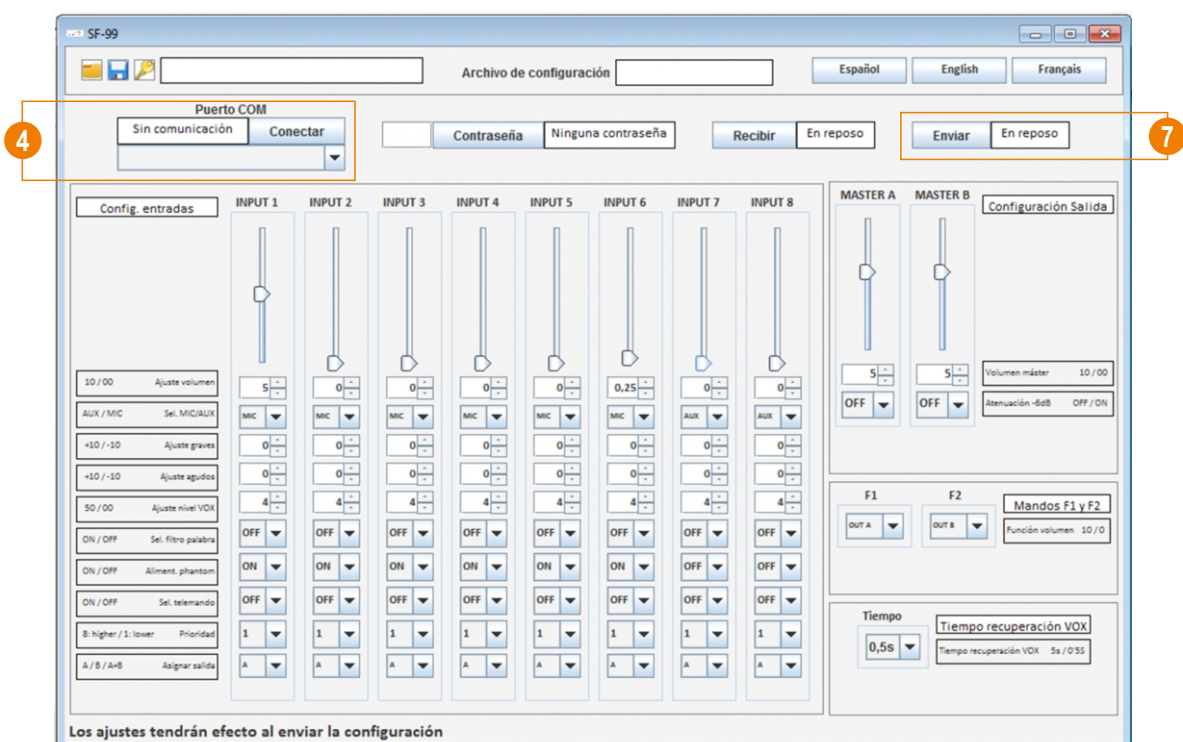 SF-99
Archivo de configuración
Español English Français
4
Puerto COM
Sin comunicación Conectar
Contraseña Ninguna contraseña
Recibir En reposo
Enviar En reposo
7
Config. entradas INPUT 1 INPUT 2 INPUT 3 INPUT 4 INPUT 5 INPUT 6 INPUT 7 INPUT 8
10 / 00 Ajuste volumen 5 0 0 0 0 0,25 0 0
AUX / MIC Sel. MIC/AUX MIC MIC MIC MIC MIC MIC AUX AUX
+10 / -10 Ajuste graves 0 0 0 0 0 0 0 0
+10 / -10 Ajuste agudos 0 0 0 0 0 0 0 0
50 / 00 Ajuste nivel VOX 4 4 4 4 4 4 4 4
ON / OFF Sel. filtro palabra OFF OFF OFF OFF OFF OFF OFF OFF
ON / OFF Aliment. phantom ON ON ON ON ON ON OFF OFF
ON / OFF Sel. telemando OFF OFF OFF OFF OFF OFF OFF OFF
8: higher / 1: lower Prioridad 1 1 1 1 1 1 1 1
A / B / A+B Asignar salida A A A A A A A A
MASTER A MASTER B Configuración Salida
5 5 Volumen máster 10 / 00
OFF OFF Atenuación -6dB OFF / ON
F1 F2 Mandos F1 y F2
OUT A OUT B Función volumen 10 / 0
Tiempo Tiempo recuperación VOX
0,5s Tiempo recuperación VOX 5s / 0'5S
Los ajustes tendrán efecto al enviar la configuración